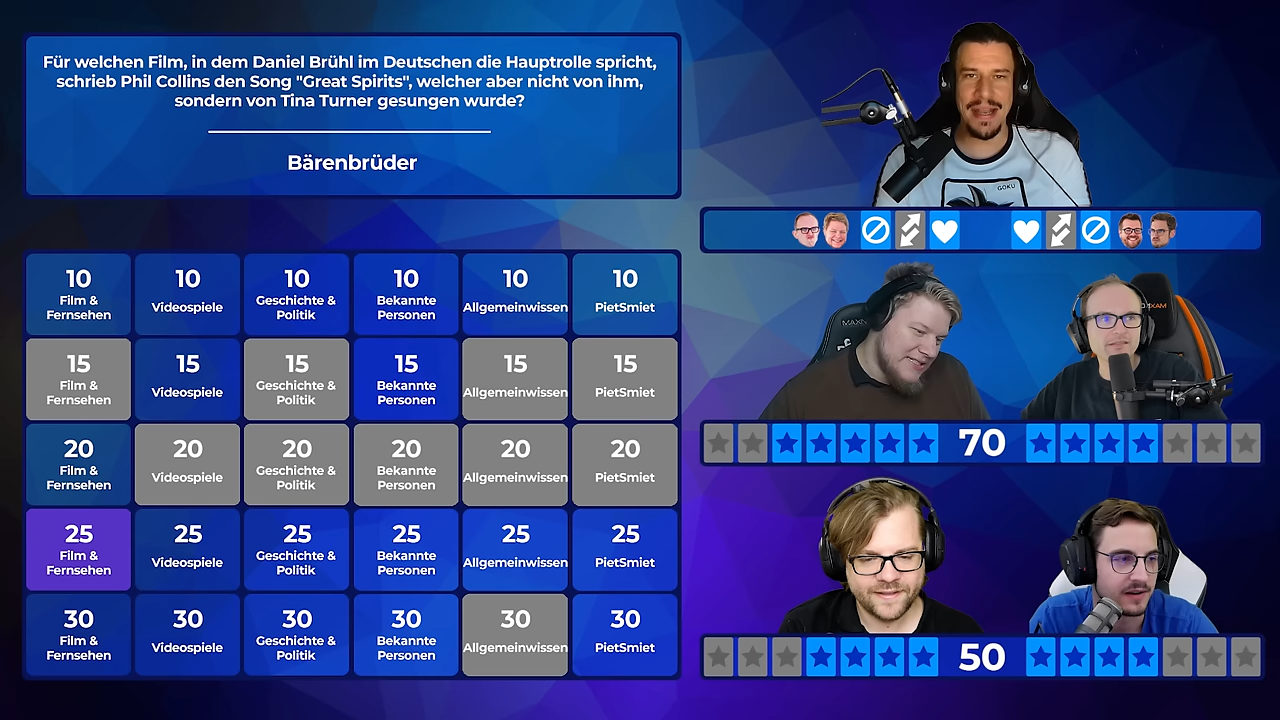 Für welchen Film, in dem Daniel Brühl im Deutschen die Hauptrolle spricht,
schrieb Phil Collins den Song "Great Spirits", welcher aber nicht von ihm,
sondern von Tina Turner gesungen wurde?
Bärenbrüder
GOKU
10 10 10 10 10 10
Film & Fernsehen Videospiele Geschichte & Politik Bekannte Personen Allgemeinwissen PietSmiet
15 15 15 15 15 15
Film & Fernsehen Videospiele Geschichte & Politik Bekannte Personen Allgemeinwissen PietSmiet
20 20 20 20 20 20
Film & Fernsehen Videospiele Geschichte & Politik Bekannte Personen Allgemeinwissen PietSmiet
25 25 25 25 25 25
Film & Fernsehen Videospiele Geschichte & Politik Bekannte Personen Allgemeinwissen PietSmiet
30 30 30 30 30 30
Film & Fernsehen Videospiele Geschichte & Politik Bekannte Personen Allgemeinwissen PietSmiet
70
50